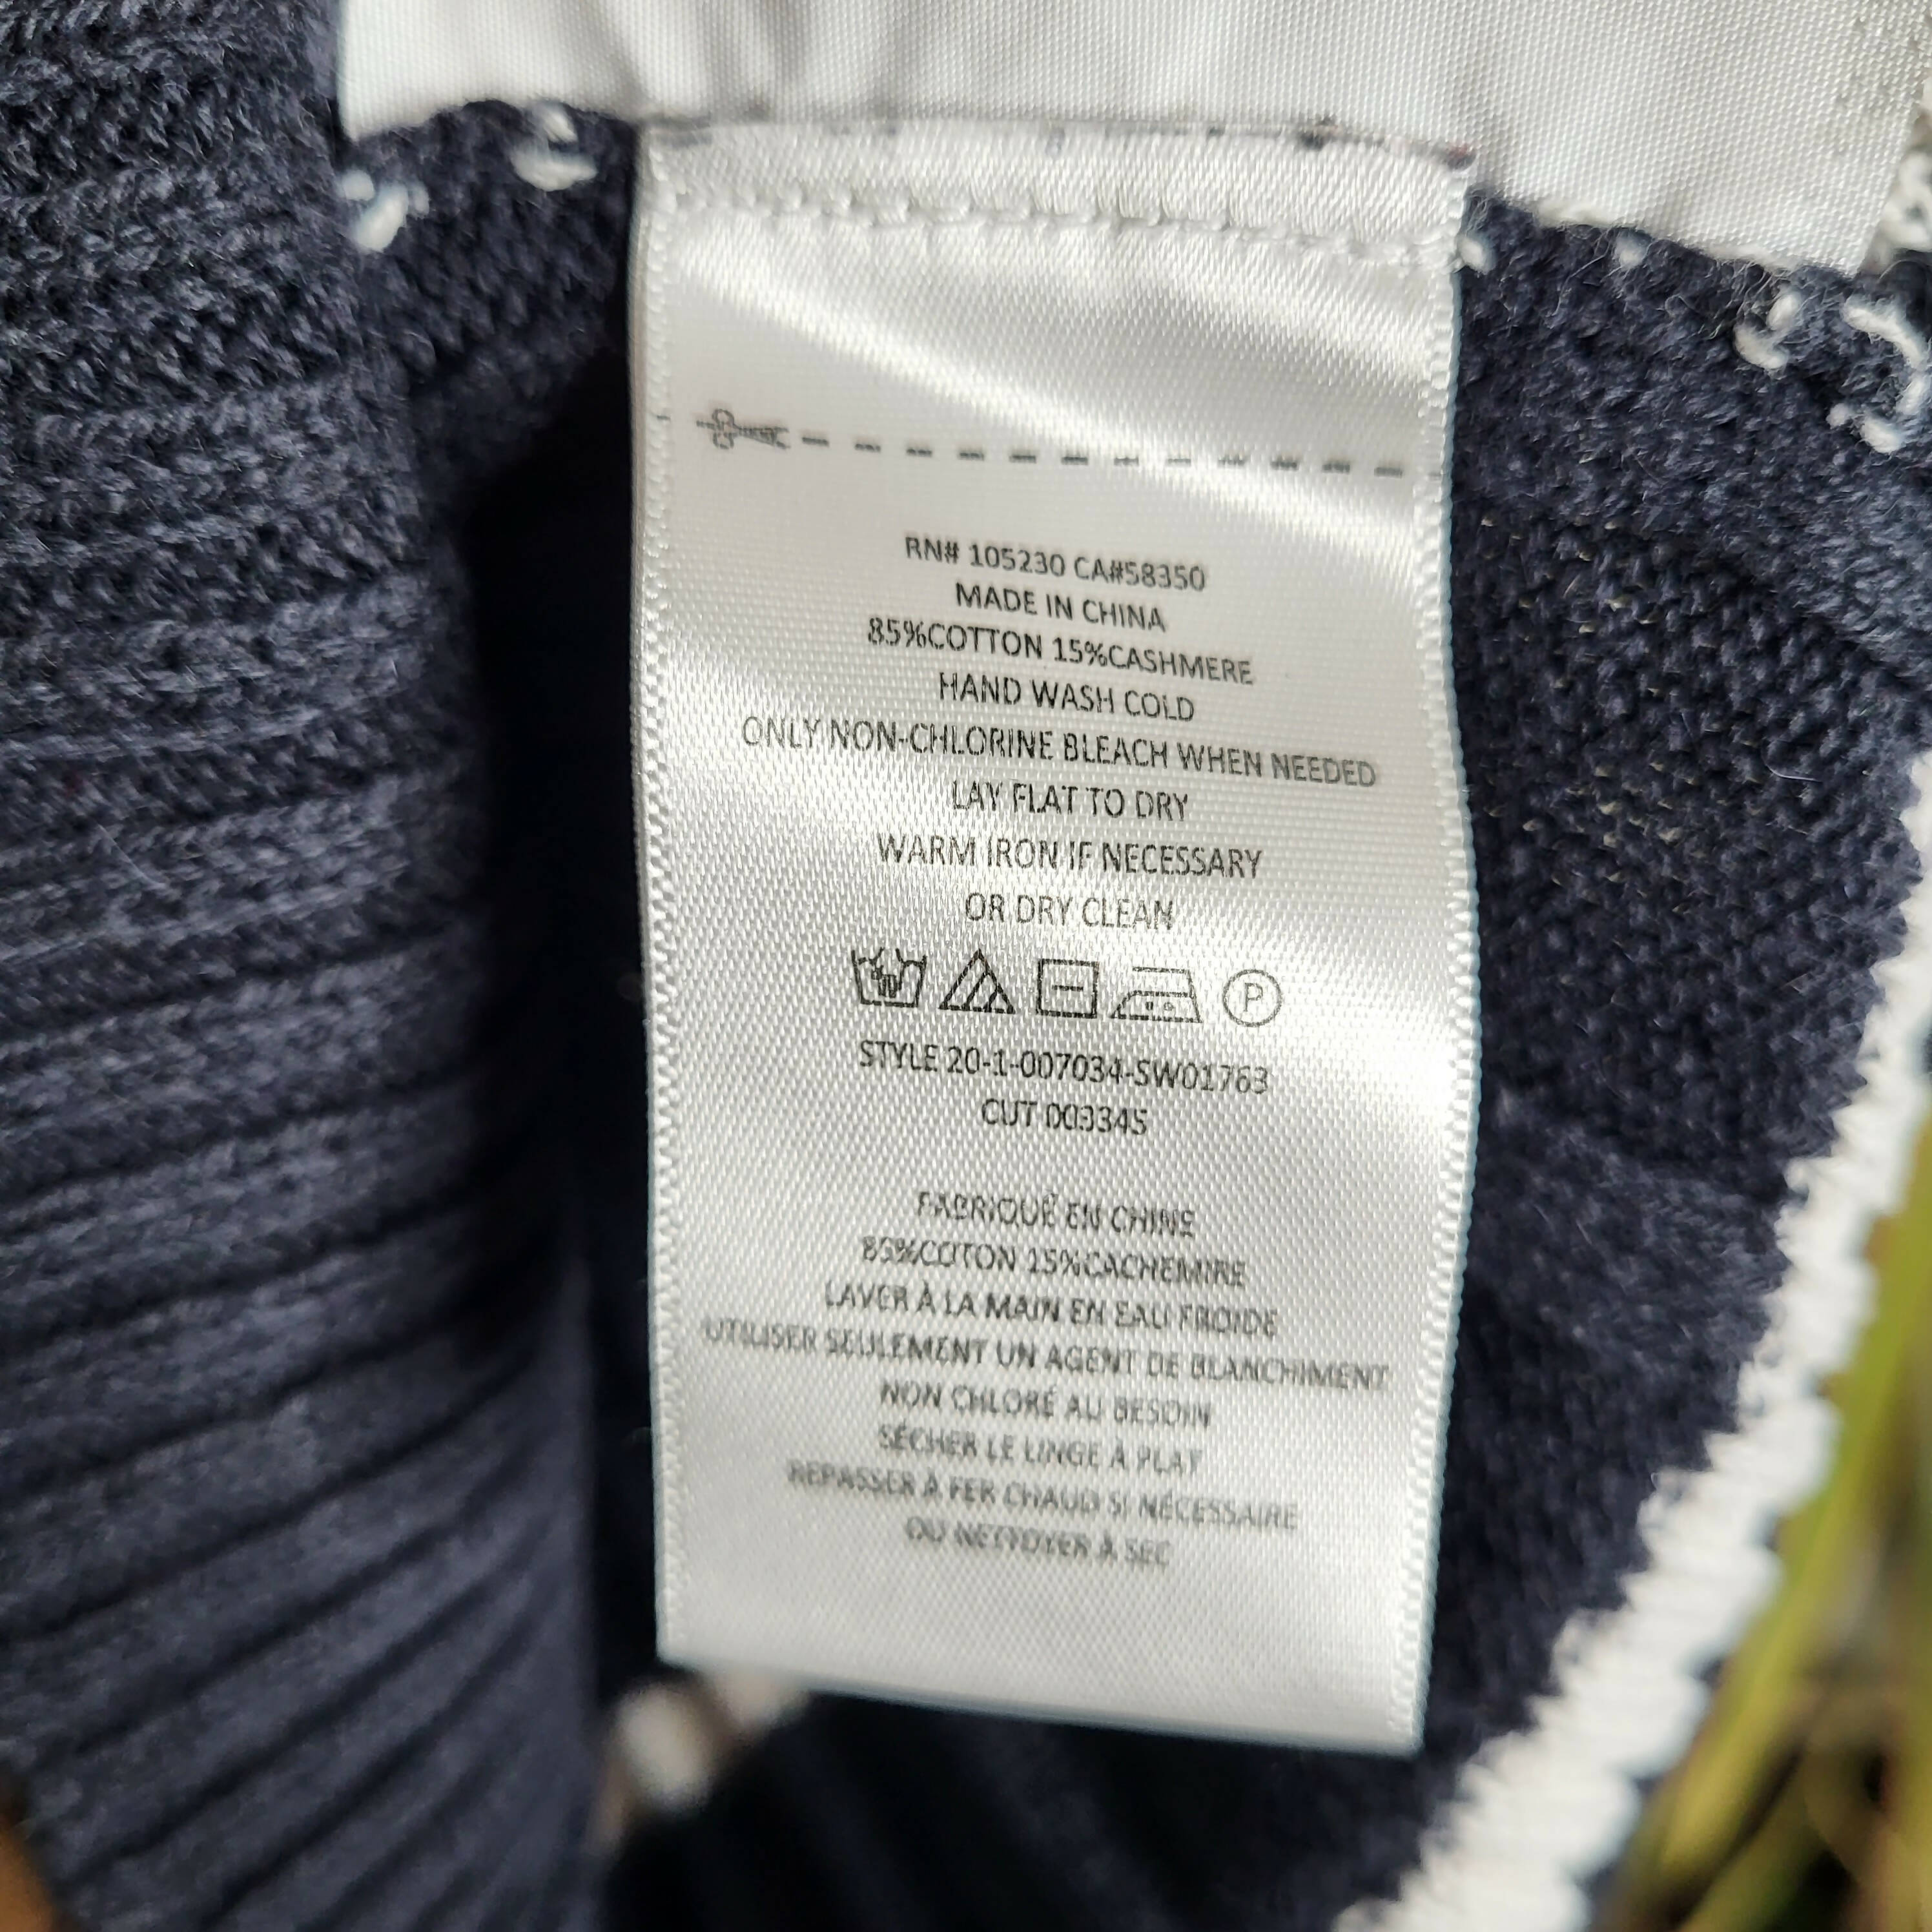 RN# 105230 CA#58350
MADE IN CHINA
85%COTTON 15%CASHMERE
HAND WASH COLD
ONLY NON-CHLORINE BLEACH WHEN NEEDED
LAY FLAT TO DRY
WARM IRON IF NECESSARY
OR DRY CLEAN
P
STYLE 20-1-007034-SW01763
CUT 003345
FABRIQUÉ EN CHINE
85%COTON 15%CACHEMIRE
LAVER À LA MAIN EN EAU FROIDE
UTILISER SEULEMENT UN AGENT DE BLANCHIMENT
NON CHLORÉ AU BESOIN
SÉCHER LE LINGE À PLAT
REPASSER À FER CHAUD SI NÉCESSAIRE
OU NETTOYER À SEC